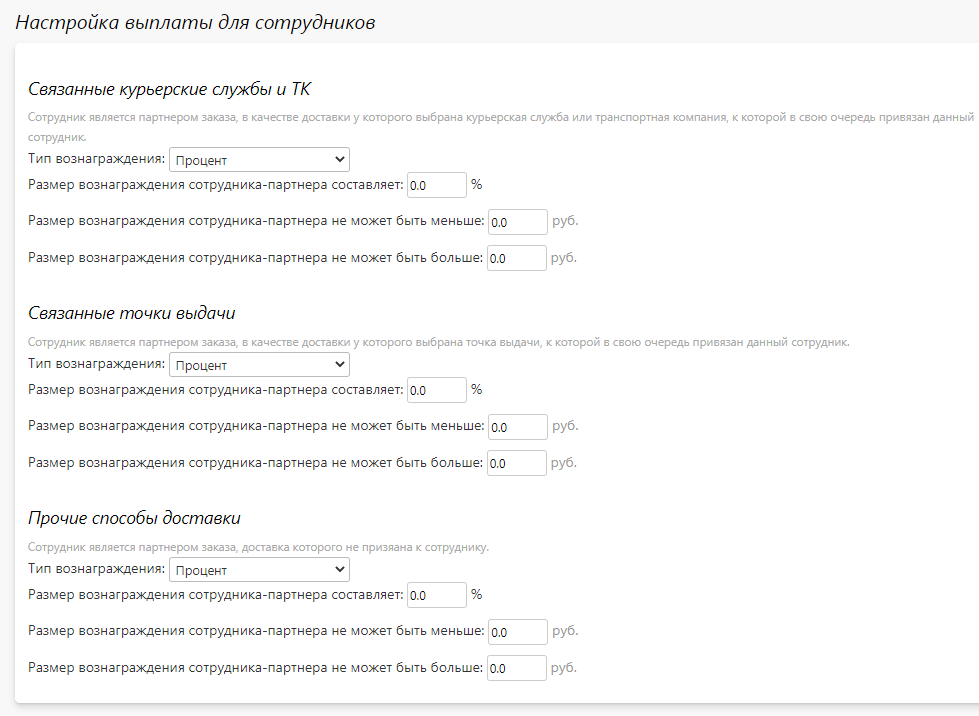 Настройка выплаты для сотрудников
Связанные курьерские службы и ТК
Сотрудник является партнером заказа, в качестве доставки у которого выбрана курьерская служба или транспортная компания, к которой в свою очередь привязан данный
сотрудник.
Тип вознаграждения: Процент
Размер вознаграждения сотрудника-партнера составляет: 0.0 %
Размер вознаграждения сотрудника-партнера не может быть меньше: 0.0 руб.
Размер вознаграждения сотрудника-партнера не может быть больше: 0.0 руб.
Связанные точки выдачи
Сотрудник является партнером заказа, в качестве доставки у которого выбрана точка выдачи, к которой в свою очередь привязан данный сотрудник.
Тип вознаграждения: Процент
Размер вознаграждения сотрудника-партнера составляет: 0.0 %
Размер вознаграждения сотрудника-партнера не может быть меньше: 0.0 руб.
Размер вознаграждения сотрудника-партнера не может быть больше: 0.0 руб.
Прочие способы доставки
Сотрудник является партнером заказа, доставка которого не призяана к сотруднику.
Тип вознаграждения: Процент
Размер вознаграждения сотрудника-партнера составляет: 0.0 %
Размер вознаграждения сотрудника-партнера не может быть меньше: 0.0 руб.
Размер вознаграждения сотрудника-партнера не может быть больше: 0.0 руб.